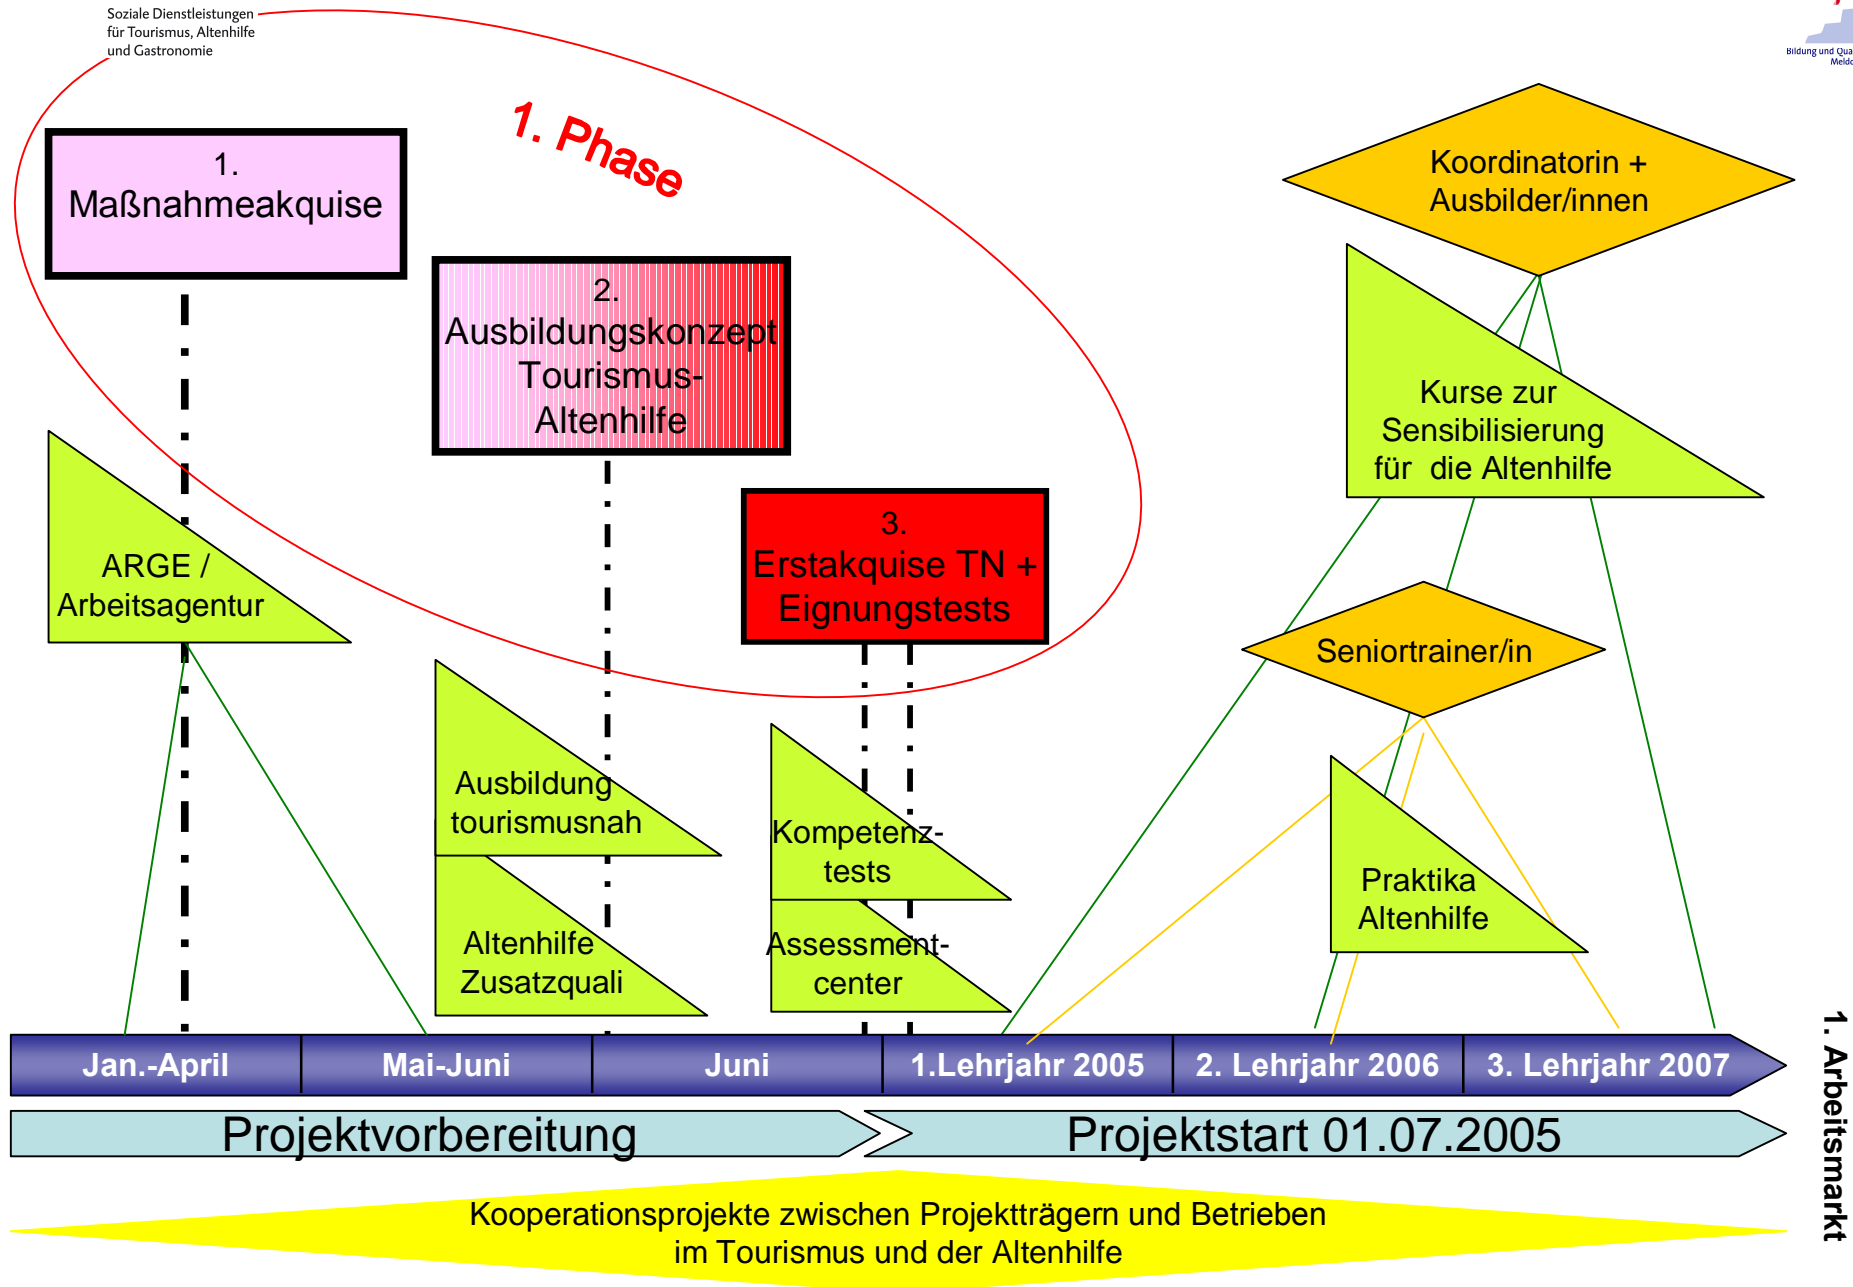 Soziale Dienstleistungen
für Tourismus, Altenhilfe
und Gastronomie
Bildung und
1. Phase
1.
Maßnahmeakquise
Koordinatorin +
Ausbilder/innen
2.
Ausbildungskonzept
Tourismus-
Altenhilfe
Kurse zur
Sensibilisierung
für die Altenhilfe
3.
Erstakquise TN +
Eignungstests
ARGE /
Arbeitsagentur
Seniortrainer/in
Ausbildung
tourismusnah
Kompetenz-
tests
Praktika
Altenhilfe
Altenhilfe
Zusatzquali
Assessment-
center
Jan.-April
Mai-Juni
Juni
1.Lehrjahr 2005
2. Lehrjahr 2006
3. Lehrjahr 2007
Projektvorbereitung
Projektstart 01.07.2005
1. Arbeitsmarkt
Kooperationsprojekte zwischen Projektträgern und Betrieben
im Tourismus und der Altenhilfe